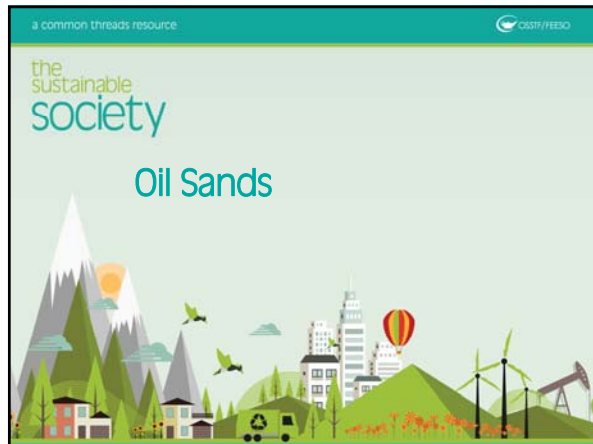 a common threads resource
OSSTF/FEESO
the
sustainable
society
Oil Sands